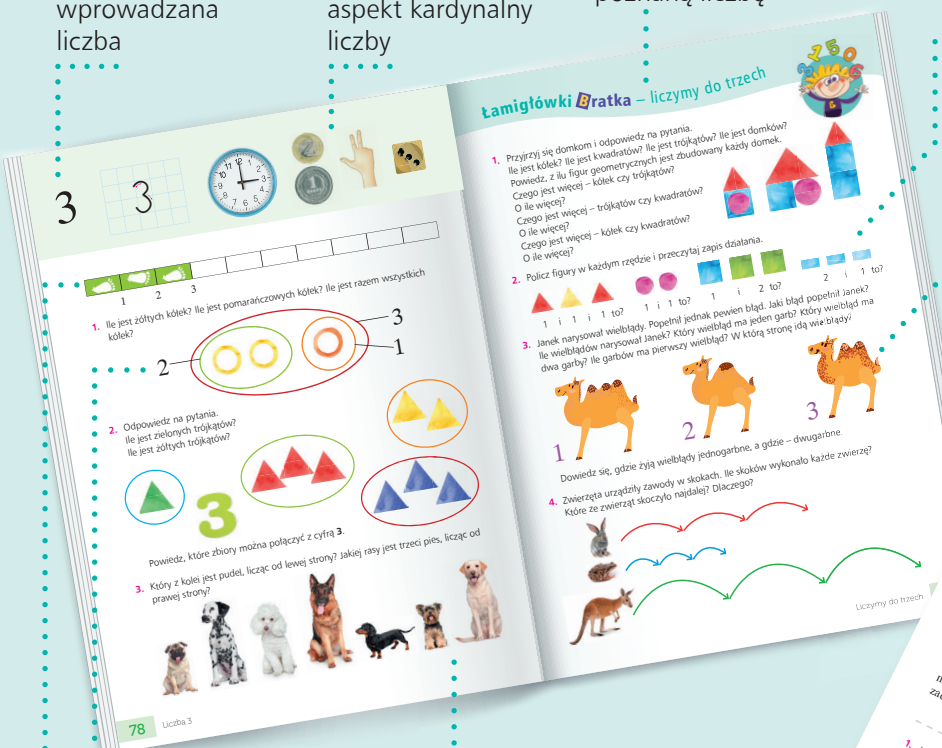 wprowadzana
liczba
aspekt kardynalny
liczby
3
3
1 2 3
1. Ile jest żółtych kółek? Ile jest pomarańczowych kółek? Ile jest razem wszystkich
kółek?
2
3
1
2. Odpowiedz na pytania.
Ile jest zielonych trójkątów?
Ile jest żółtych trójkątów?
3
Powiedz, które zbiory można połączyć z cyfrą 3.
3. Który z kolei jest pudel, licząc od lewej strony? Jakiej rasy jest trzeci pies, licząc od
prawej strony?
78 Liczba 3
Łamigłówki Bratka – liczymy do trzech
1. Przyjrzyj się domkom i odpowiedz na pytania.
Ile jest kółek? Ile jest kwadratów? Ile jest trójkątów? Ile jest domków?
Powiedz, z ilu figur geometrycznych jest zbudowany każdy domek.
Czego jest więcej – kółek czy trójkątów?
O ile więcej?
Czego jest więcej – trójkątów czy kwadratów?
O ile więcej?
Czego jest więcej – kółek czy kwadratów?
O ile więcej?
2. Policz figury w każdym rzędzie i przeczytaj zapis działania.
1 i 1 i 1 to? 1 i 1 to? 1 i 2 to? 2 i 1 to?
3. Janek narysował wielbłądy. Popełnił jednak pewien błąd. Jaki błąd popełnił Janek?
Ile wielbłądów narysował Janek? Który wielbłąd ma jeden garb? Który wielbłąd ma
dwa garby? Ile garbów ma pierwszy wielbłąd? W którą stronę idą wielbłądy?
1 2 3
Dowiedz się, gdzie żyją wielbłądy jednogarbne, a gdzie – dwugarbne.
4. Zwierzęta urządziły zawody w skokach. Ile skoków wykonało każde zwierzę?
Które ze zwierząt skoczyło najdalej? Dlaczego?
Liczymy do trzech